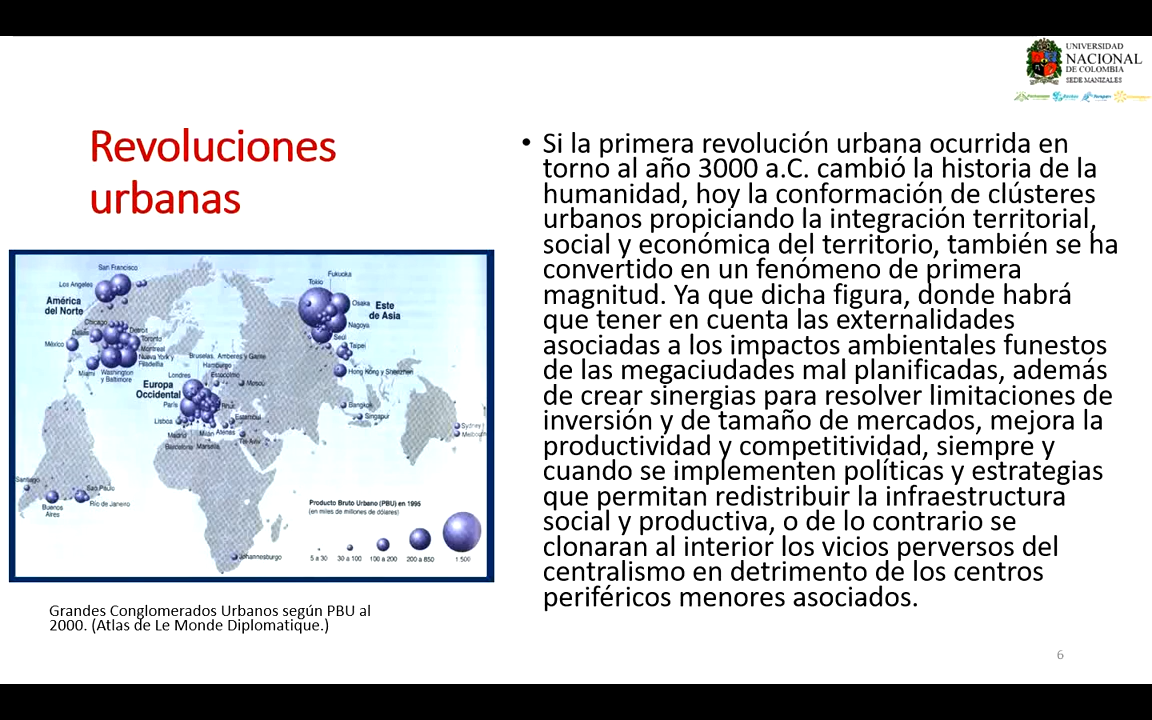 UNIVERSIDAD
NACIONAL
DE COLOMBIA
SEDE MANIZALES
Revoluciones
urbanas
• Si la primera revolución urbana ocurrida en
torno al año 3000 a.C. cambió la historia de la
humanidad, hoy la conformación de clústeres
urbanos propiciando la integración territorial,
social y económica del territorio, también se ha
convertido en un fenómeno de primera
magnitud. Ya que dicha figura, donde habrá
que tener en cuenta las externalidades
asociadas a los impactos ambientales funestos
de las megaciudades mal planificadas, además
de crear sinergias para resolver limitaciones de
inversión y de tamaño de mercados, mejora la
productividad y competitividad, siempre y
cuando se implementen políticas y estrategias
que permitan redistribuir la infraestructura
social y productiva, o de lo contrario se
clonaran al interior los vicios perversos del
centralismo en detrimento de los centros
periféricos menores asociados.
San Francisco
Los Angeles
América
del Norte
Chicago
Detroit
Toronto
Montreal
México
Nueva York y
Filadelfia
Miami
Washington
y Baltimore
Fukuoka
Tokio
Osaka
Este
de Asia
Nagoya
Seúl
Taipei
Hong Kong y Shenzhen
Bruselas, Amberes y Gante
Hamburgo
Londres
Estocolmo
Moscú
Europa
Occidental
París
Lisboa
Estambul
Madrid
Milán
Atenas
Tel-Aviv
Barcelona
Marsella
Bangkok
Singapur
Sydney
Santiago
Sao Paulo
Buenos
Aires
Río de Janeiro
Johannesburgo
Producto Bruto Urbano (PBU) en 1995
(en miles de millones de dólares)
5 a 30
30 a 100
100 a 200
200 a 850
1 500
Grandes Conglomerados Urbanos según PBU al
2000. (Atlas de Le Monde Diplomatique.)
6